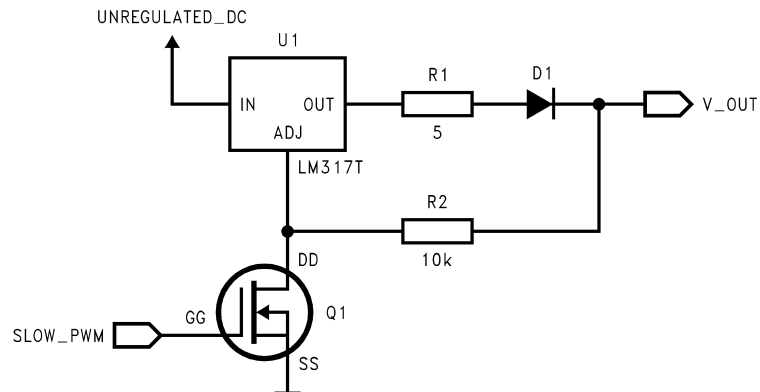 UNREGULATED_DC
U1
IN
OUT
ADJ
LM317T
R1
5
D1
V_OUT
R2
10k
DD
GG
Q1
SLOW_PWM
SS